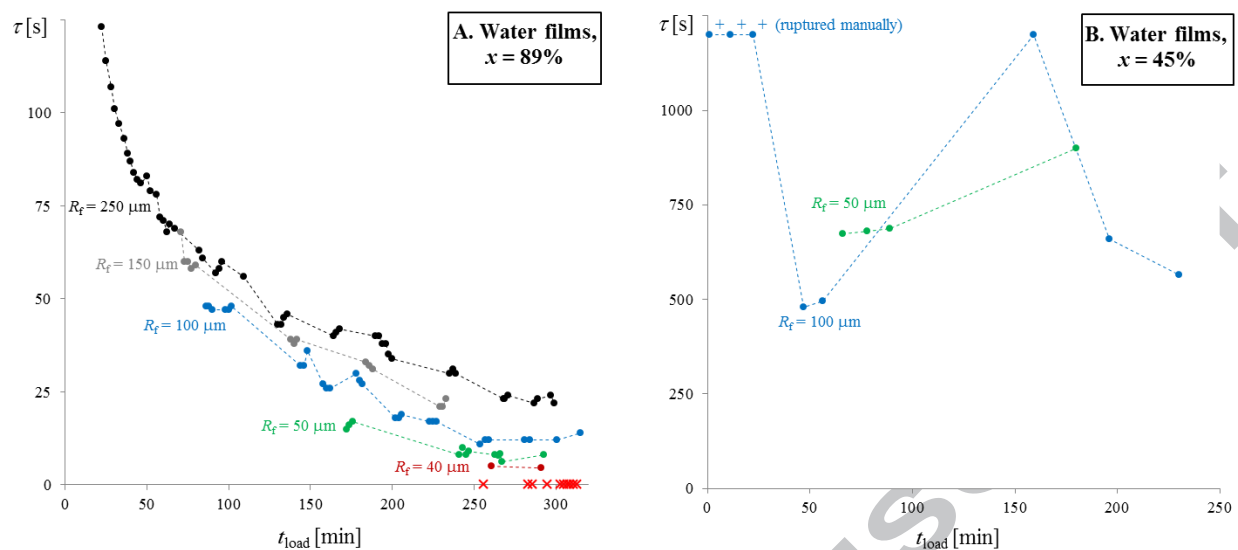 τ [s]
A. Water films,
x = 89%
100
75
50
25
0
R_f = 250 μm
R_f = 150 μm
R_f = 100 μm
R_f = 50 μm
R_f = 40 μm
0 50 100 150 200 250 300
t_load [min]
τ [s]
+ + + (ruptured manually)
B. Water films,
x = 45%
1000
750
500
250
0
R_f = 50 μm
R_f = 100 μm
0 50 100 150 200 250
t_load [min]